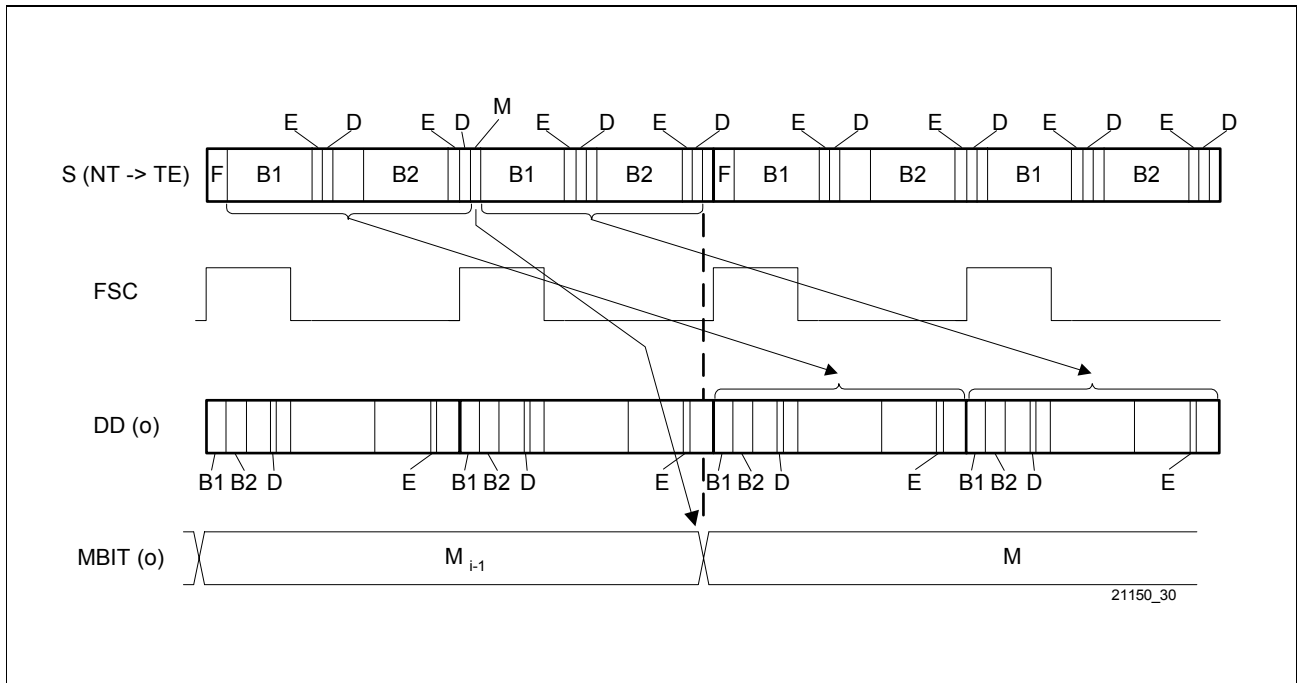 E D E D M E D E D E D E D E D E D
S (NT -> TE) F B1 B2 B1 B2 F B1 B2 B1 B2
FSC
DD (o)
B1 B2 D E B1 B2 D E B1 B2 D E B1 B2 D E
MBIT (o) M i-1 M
21150_30